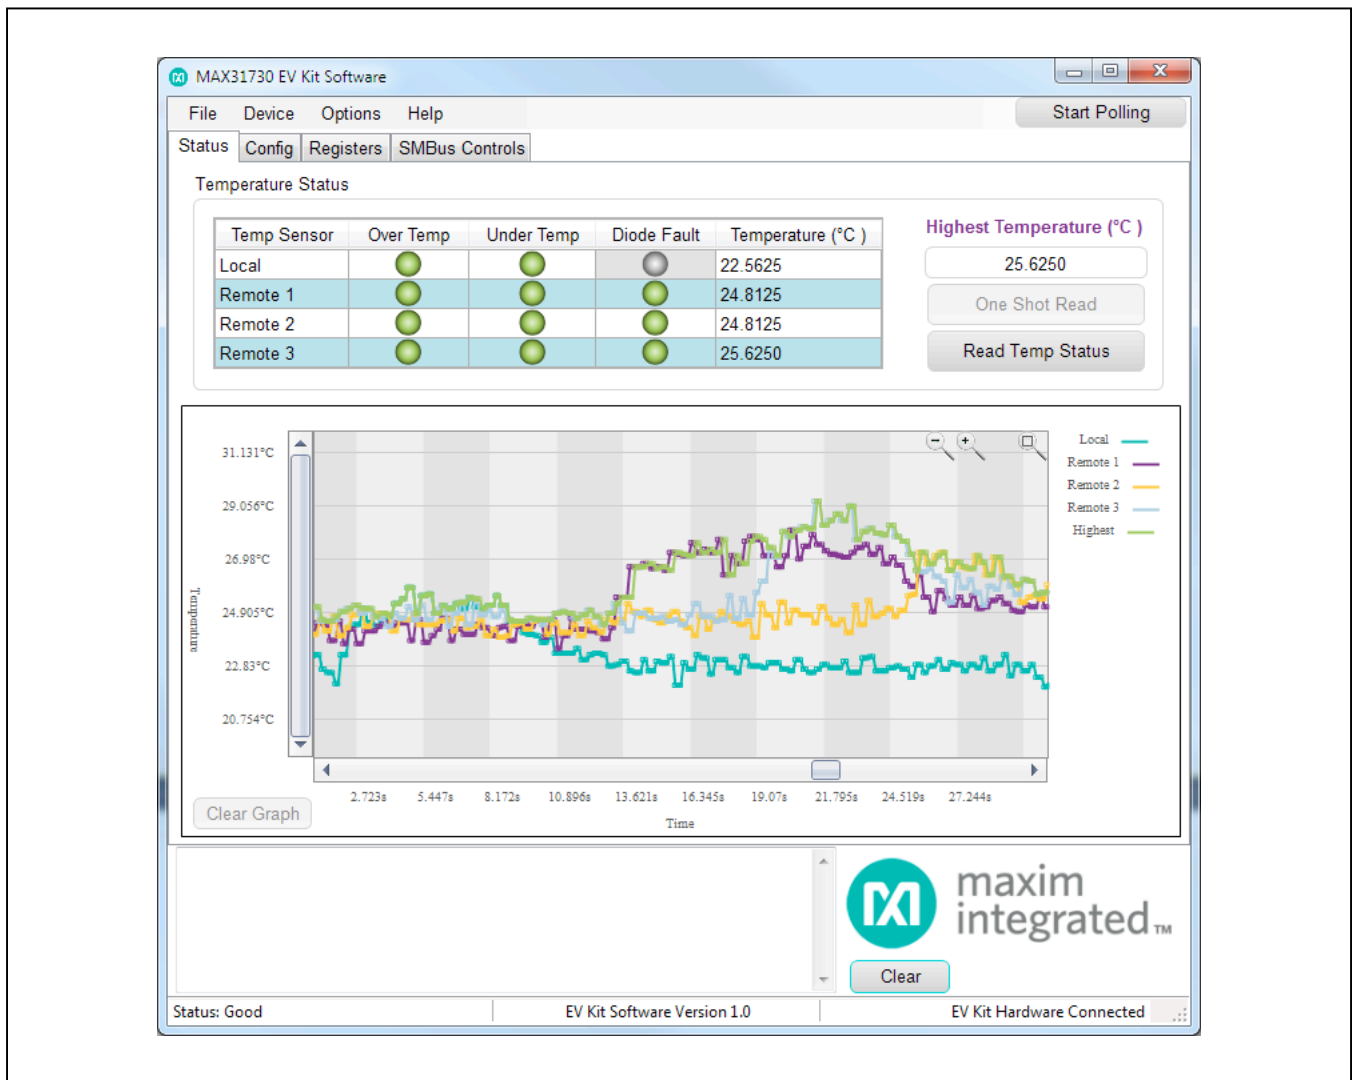 MAX31730 EV Kit Software
File Device Options Help Start Polling
Status Config Registers SMBus Controls
Temperature Status
Temp Sensor Over Temp Under Temp Diode Fault Temperature (°C )
Local 22.5625
Remote 1 24.8125
Remote 2 24.8125
Remote 3 25.6250
Highest Temperature (°C )
25.6250
One Shot Read
Read Temp Status
31.131°C
29.056°C
26.98°C
24.905°C
22.83°C
20.754°C
Temperature
Local
Remote 1
Remote 2
Remote 3
Highest
2.723s 5.447s 8.172s 10.896s 13.621s 16.345s 19.07s 21.795s 24.519s 27.244s
Time
Clear Graph
maxim
integrated™
Clear
Status: Good EV Kit Software Version 1.0 EV Kit Hardware Connected